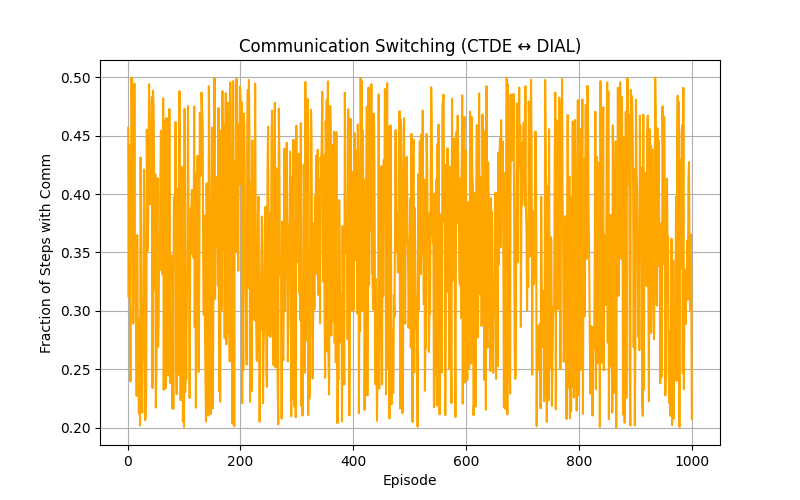 Communication Switching (CTDE ↔ DIAL)
Fraction of Steps with Comm
0.50
0.45
0.40
0.35
0.30
0.25
0.20
0 200 400 600 800 1000
Episode